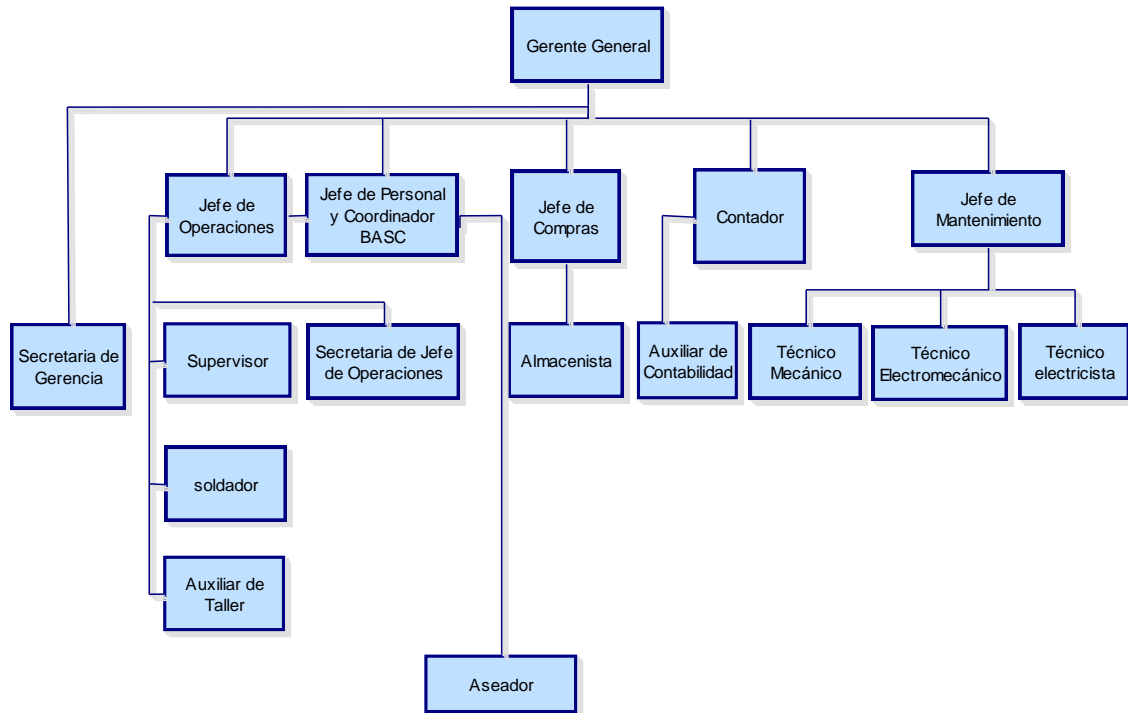 Gerente General
Jefe de
Operaciones
Jefe de Personal
y Coordinador
BASC
Jefe de
Compras
Contador
Jefe de
Mantenimiento
Secretaria de
Gerencia
Supervisor
Secretaria de Jefe
de Operaciones
Almacenista
Auxiliar de
Contabilidad
Técnico
Mecánico
Técnico
Electromecánico
Técnico
electricista
soldador
Auxiliar de
Taller
Aseador